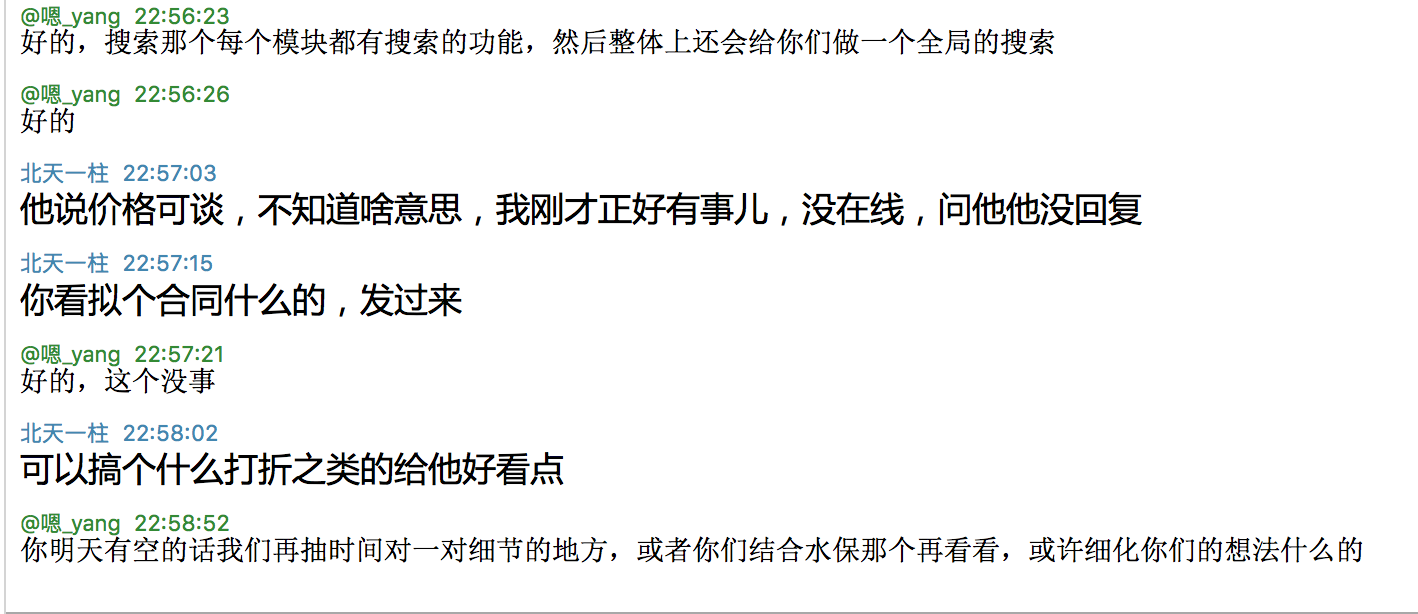 @嗯_yang 22:56:23
好的，搜索那个每个模块都有搜索的功能，然后整体上还会给你们做一个全局的搜索
@嗯_yang 22:56:26
好的
北天一柱 22:57:03
他说价格可谈，不知道啥意思，我刚才正好有事儿，没在线，问他他没回复
北天一柱 22:57:15
你看拟个合同什么的，发过来
@嗯_yang 22:57:21
好的，这个没事
北天一柱 22:58:02
可以搞个什么打折之类的给他好看点
@嗯_yang 22:58:52
你明天有空的话我们再抽时间对一对细节的地方，或者你们结合水保那个再看看，或许细化你们的想法什么的